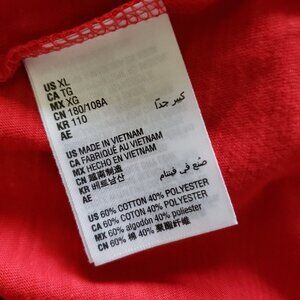 US XL
CA TG
MX XG
CN 180/108A
KR 110
AE كبير جدًا
US MADE IN VIETNAM
CA FABRIQUÉ AU VIETNAM
MX HECHO EN VIETNAM
CN 越南制造
KR 베트남산
AE صنع في فيتنام
US 60% COTTON 40% POLYESTER
CA 60% COTON 40% POLYESTER
MX 60% algodón 40% poliester
CN 60% 棉 40% 聚酯纤维